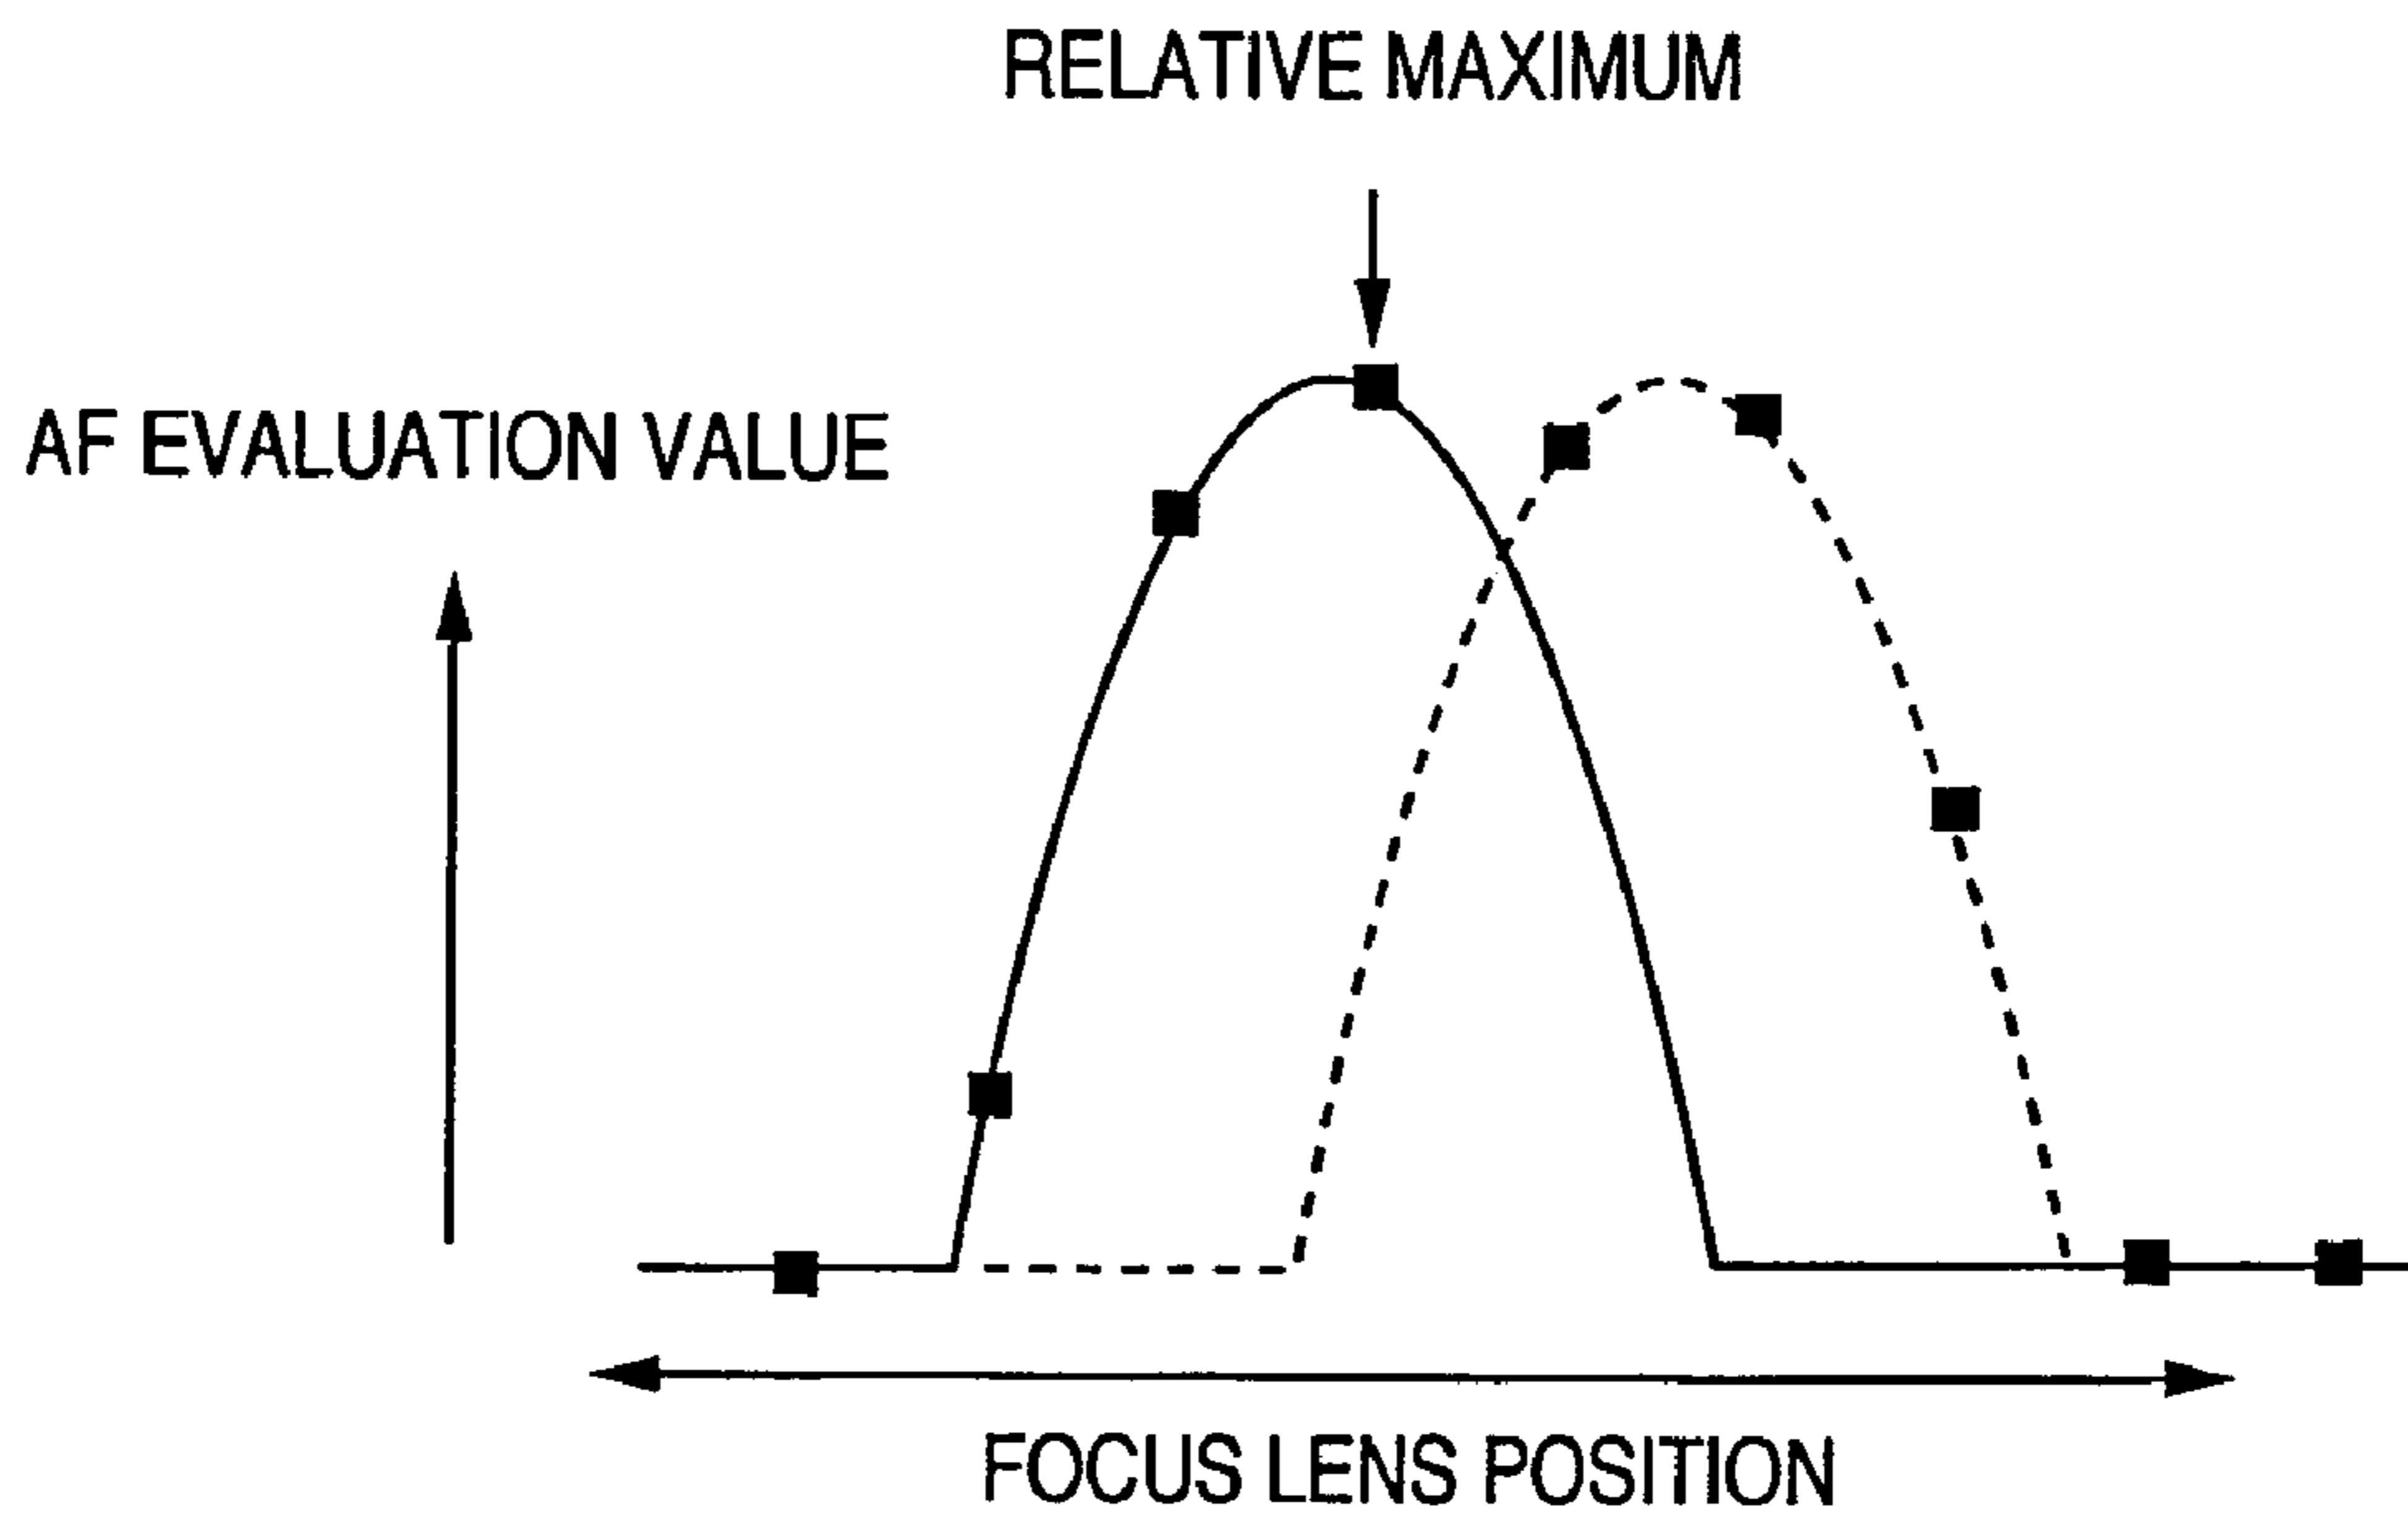 RELATIVE MAXIMUM
AF EVALUATION VALUE
FOCUS LENS POSITION